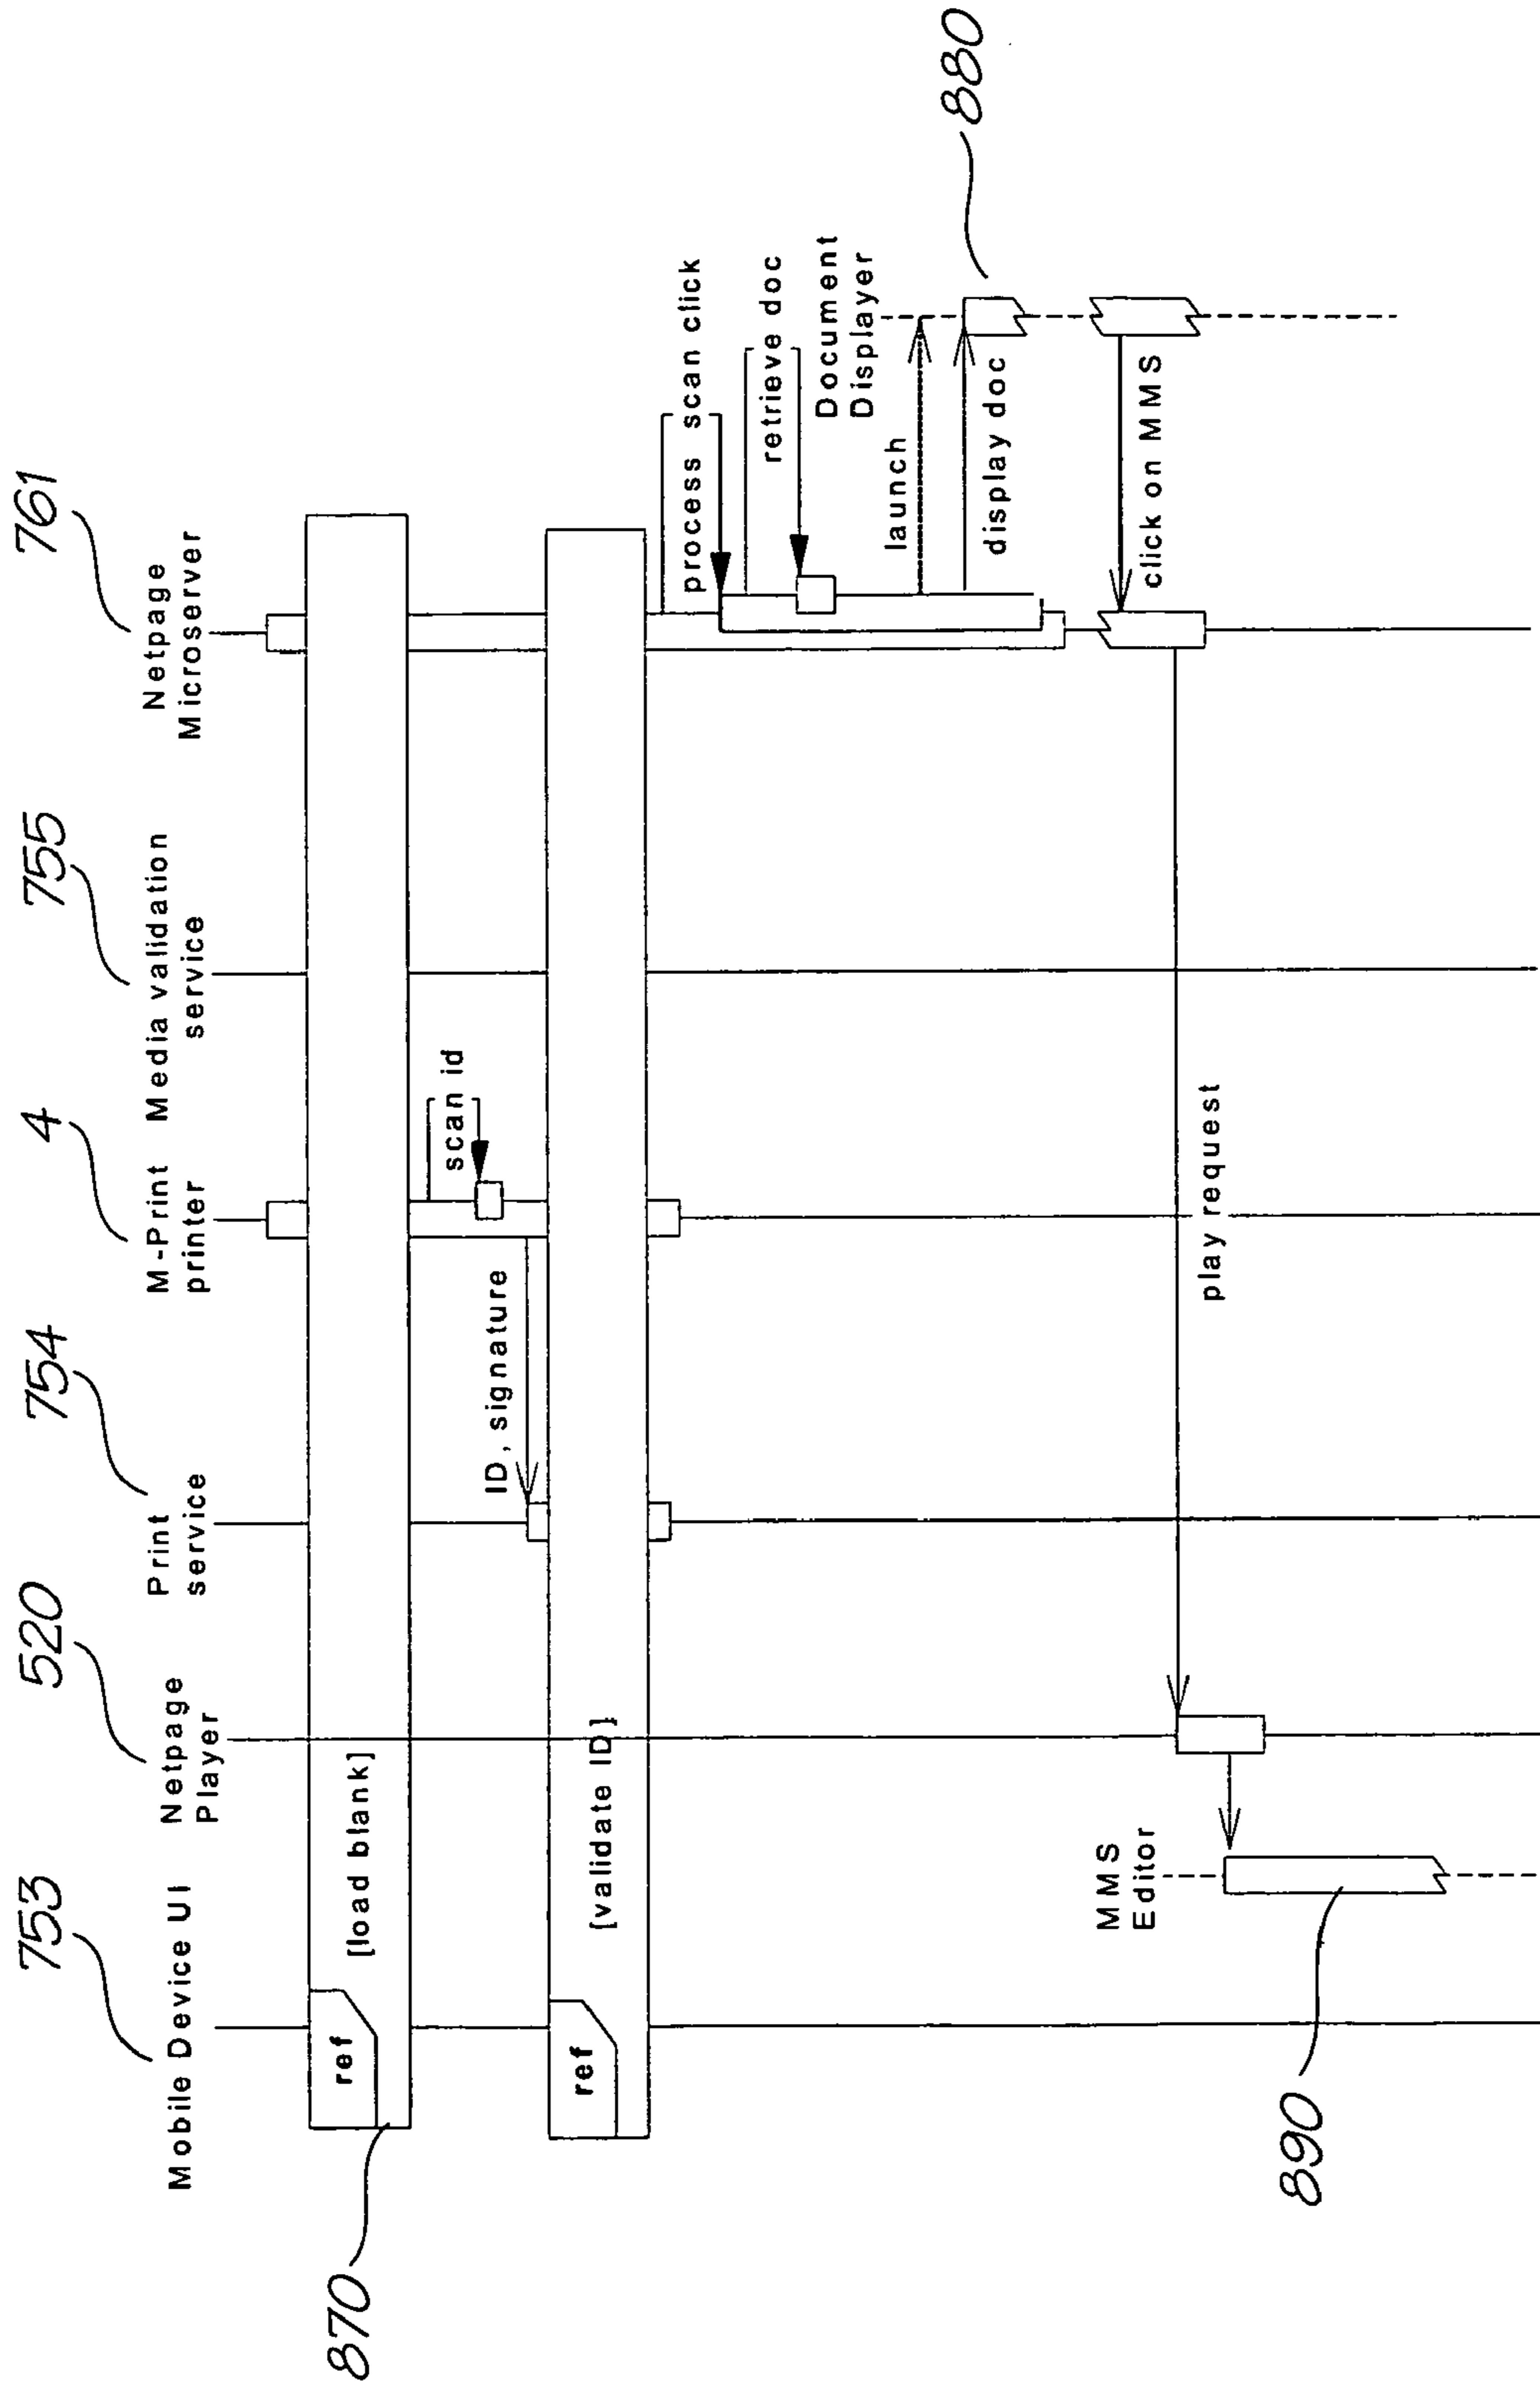 753
520
754
4
755
761
Mobile Device UI
Netpage
Player
Print
service
M-Print
printer
Media validation
service
Netpage
Microserver
870
ref
[load blank]
scan id
ID, signature
ref
[validate ID]
process scan click
retrieve doc
Document
Displayer
launch
880
display doc
MMS
Editor
click on MMS
play request
890